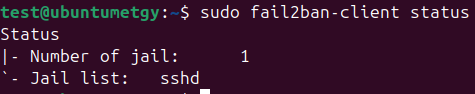 test@ubuntumetgy:~$ sudo fail2ban-client status
Status
|- Number of jail:      1
`- Jail list:   sshd